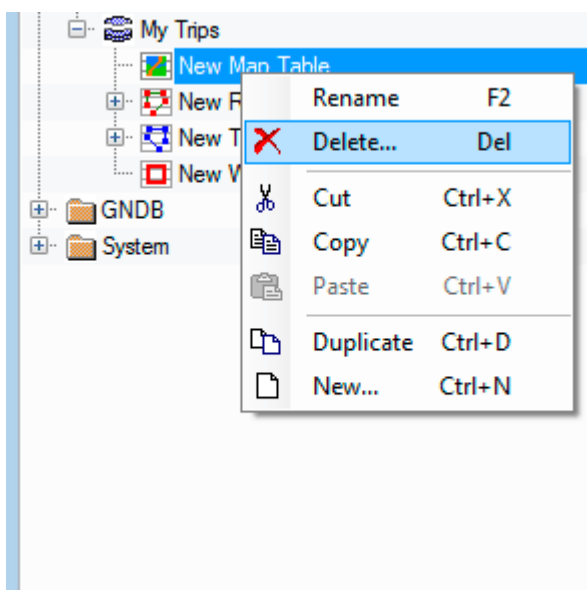 My Trips
New Map Table
New R
Rename F2
New T
Delete... Del
New W
Cut Ctrl+X
GNDB
Copy Ctrl+C
System
Paste Ctrl+V
Duplicate Ctrl+D
New... Ctrl+N